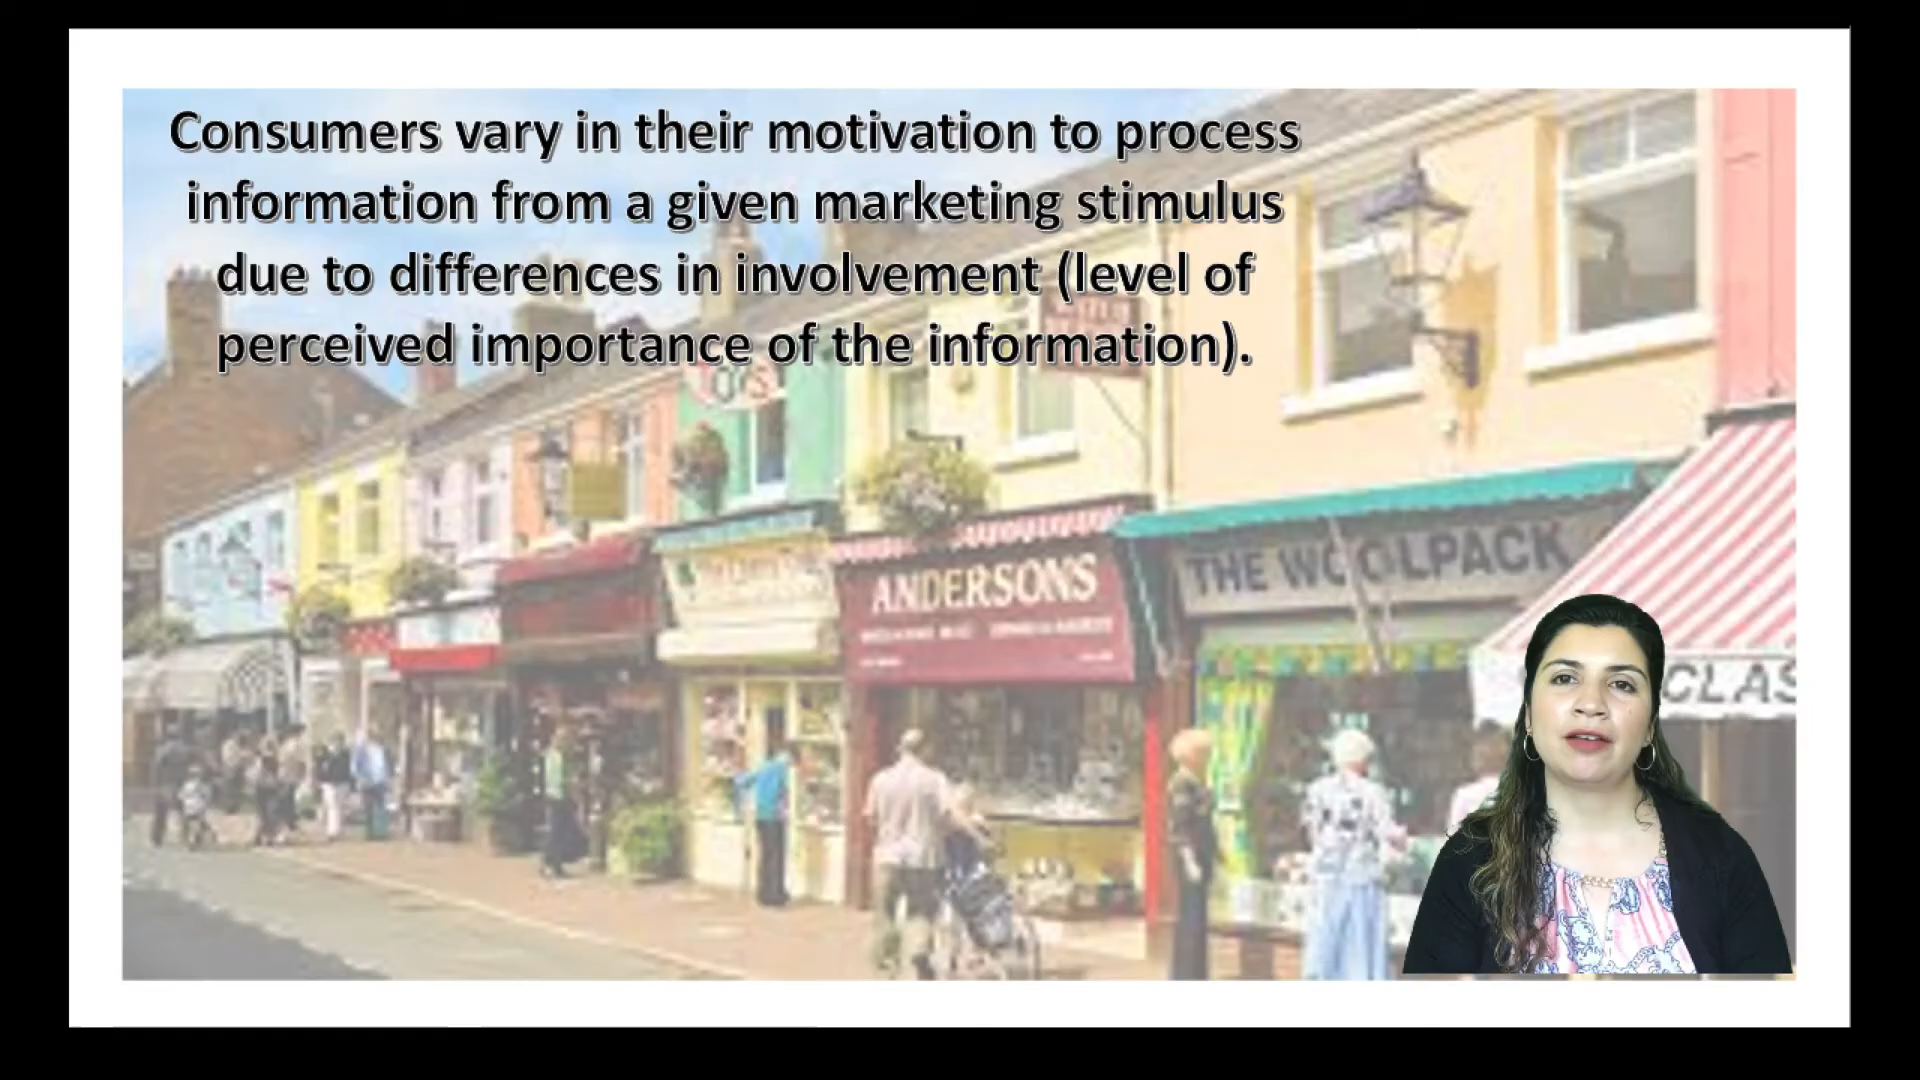 Consumers vary in their motivation to process
information from a given marketing stimulus
due to differences in involvement (level of
perceived importance of the information).
TOYS
ANDERSONS
THE WOOLPACK
CLAS